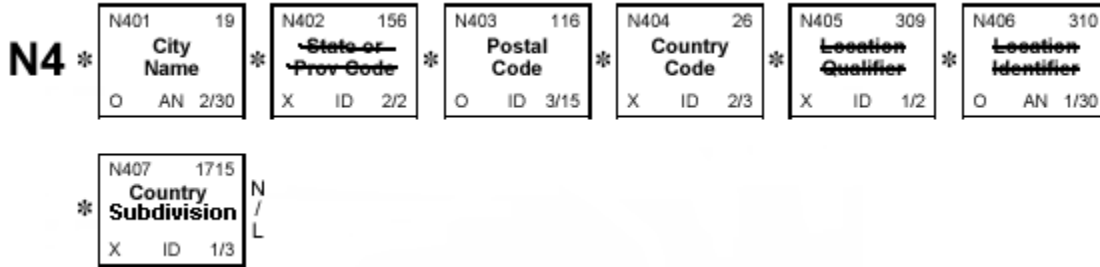 N401 19 N402 156 N403 116 N404 26 N405 309 N406 310
N4 * City Name * State or Prov Code * Postal Code * Country Code * Location Qualifier * Location Identifier
O AN 2/30 X ID 2/2 O ID 3/15 X ID 2/3 X ID 1/2 O AN 1/30
N407 1715
* Country Subdivision N / L
X ID 1/3